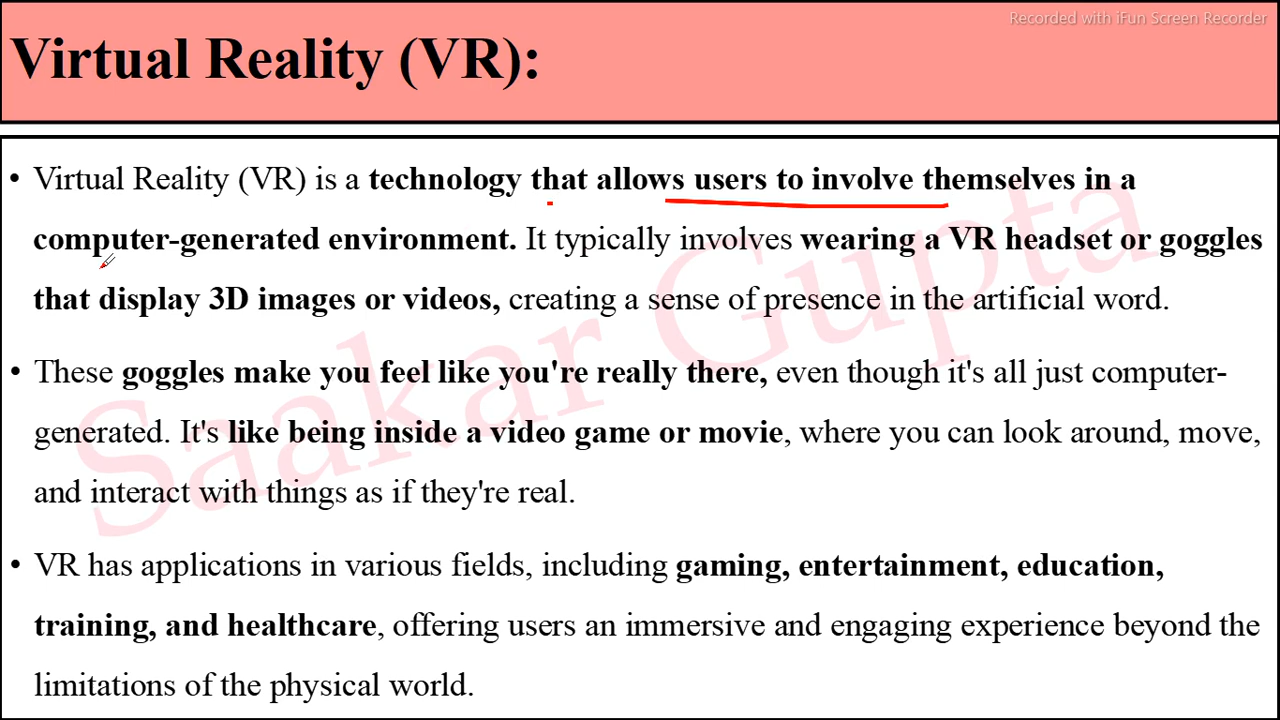 Recorded with iFun Screen Recorder
Virtual Reality (VR):
• Virtual Reality (VR) is a technology that allows users to involve themselves in a
computer-generated environment. It typically involves wearing a VR headset or goggles
that display 3D images or videos, creating a sense of presence in the artificial word.
• These goggles make you feel like you're really there, even though it's all just computer-
generated. It's like being inside a video game or movie, where you can look around, move,
and interact with things as if they're real.
• VR has applications in various fields, including gaming, entertainment, education,
training, and healthcare, offering users an immersive and engaging experience beyond the
limitations of the physical world.
Saakar Gupta